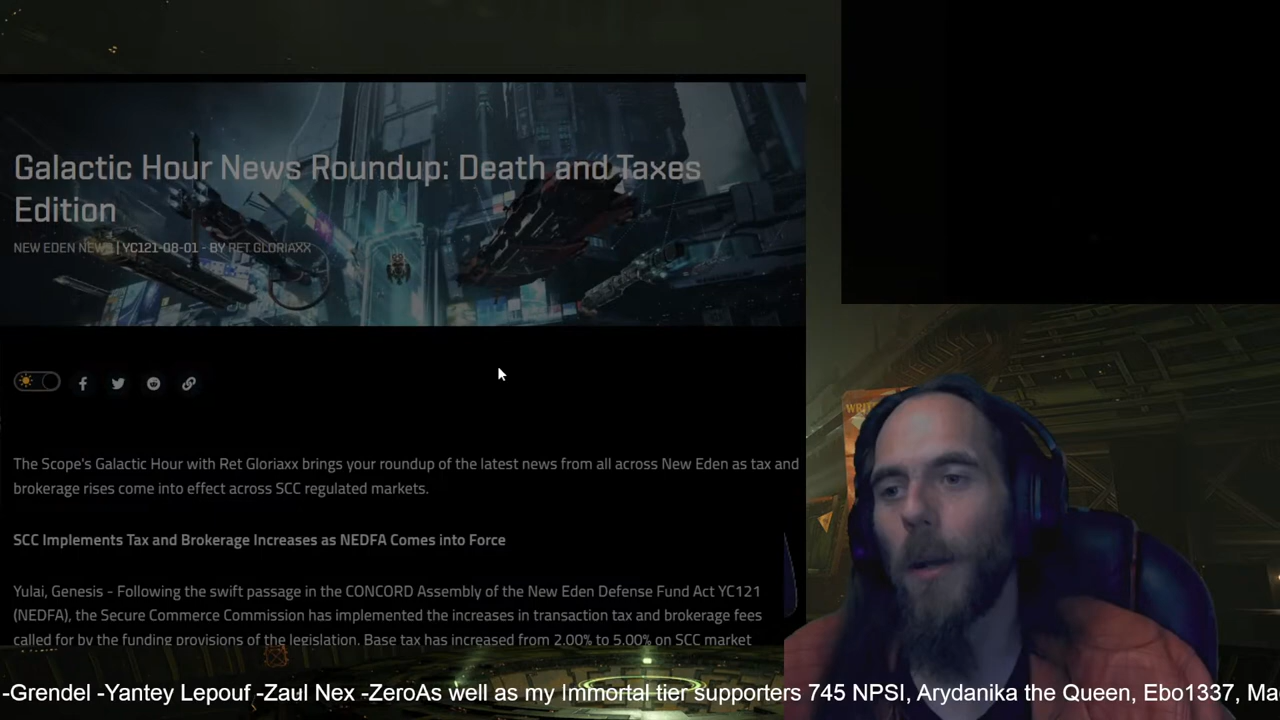 Galactic Hour News Roundup: Death and Taxes
Edition
NEW EDEN NEWS | YC121-08-01 - BY RET GLORIAXX
The Scope's Galactic Hour with Ret Gloriaxx brings your roundup of the latest news from all across New Eden as tax and
brokerage rises come into effect across SCC regulated markets.
SCC Implements Tax and Brokerage Increases as NEDFA Comes into Force
Yulai, Genesis - Following the swift passage in the CONCORD Assembly of the New Eden Defense Fund Act YC121
(NEDFA), the Secure Commerce Commission has implemented the increases in transaction tax and brokerage fees
called for by the funding provisions of the legislation. Base tax has increased from 2.00% to 5.00% on SCC market
-Grendel -Yantey Lepouf -Zaul Nex -ZeroAs well as my Immortal tier supporters 745 NPSI, Arydanika the Queen, Ebo1337, Ma